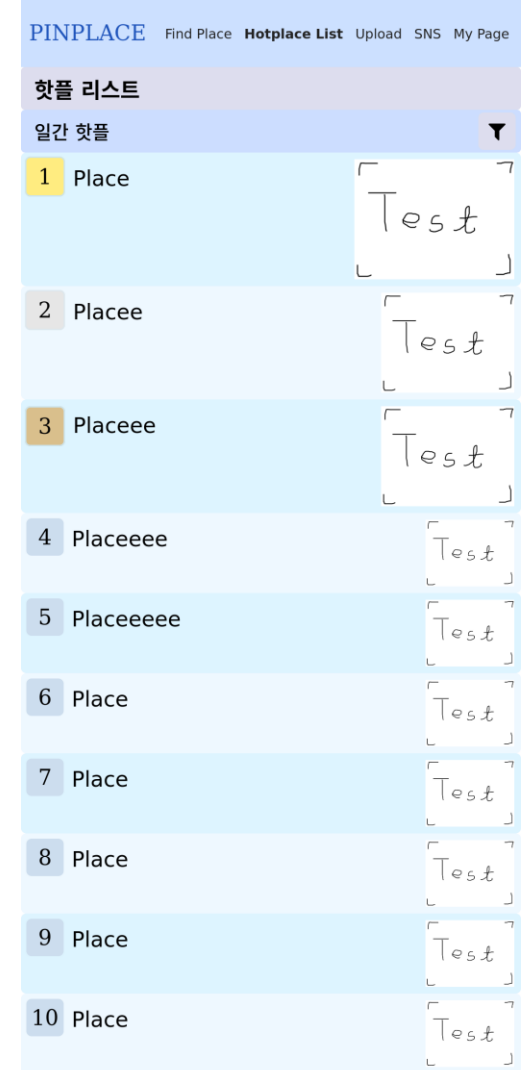 PINPLACE Find Place Hotplace List Upload SNS My Page
핫플 리스트
일간 핫플
1 Place Test
2 Placee Test
3 Placeee Test
4 Placeeee Test
5 Placeeeee Test
6 Place Test
7 Place Test
8 Place Test
9 Place Test
10 Place Test